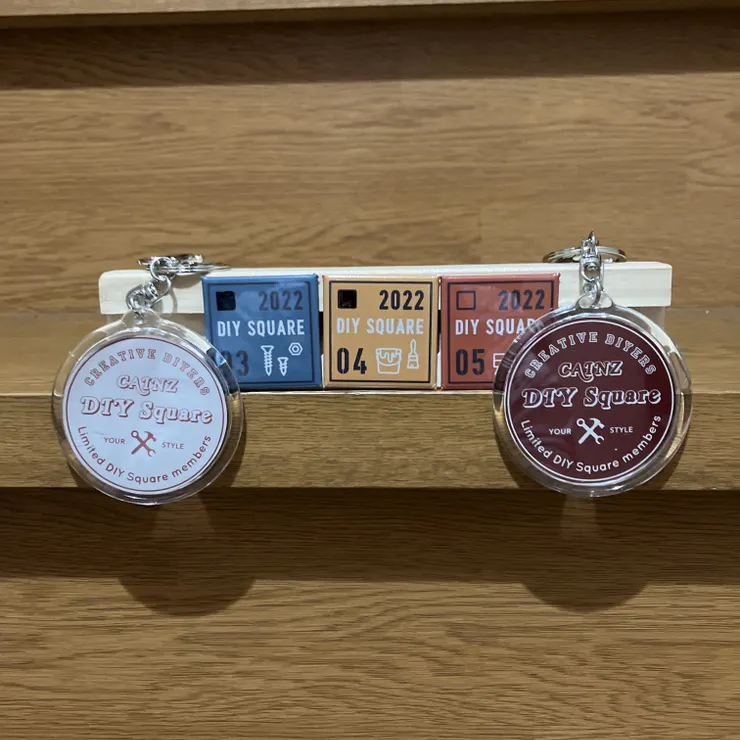 CREATIVE DIYERS
CAINZ
DIY Square
YOUR STYLE
Limited DIY Square members
2022
DIY SQUARE
03
2022
DIY SQUARE
04
2022
DIY SQUAR
05
CREATIVE DIYERS
CAINZ
DIY Square
YOUR STYLE
Limited DIY Square members